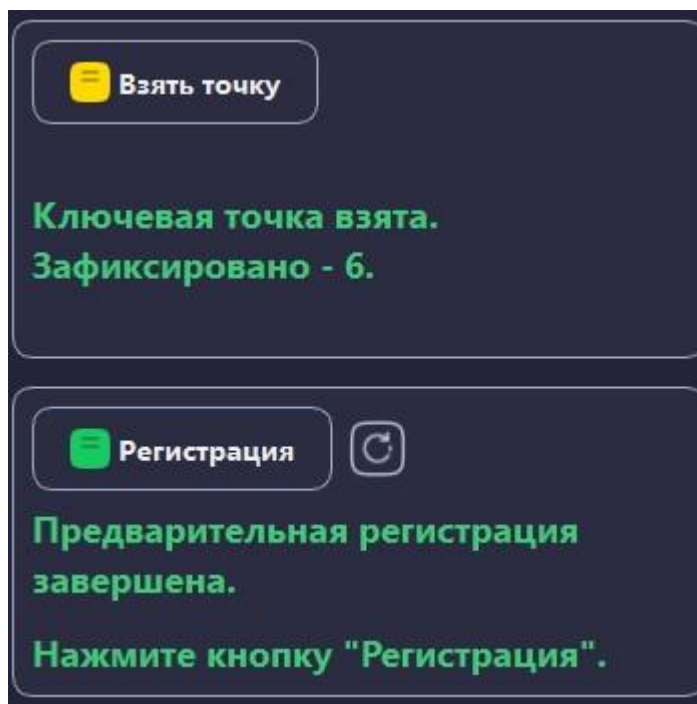 Взять точку
Ключевая точка взята.
Зафиксировано - 6.
Регистрация
Предварительная регистрация
завершена.
Нажмите кнопку "Регистрация".